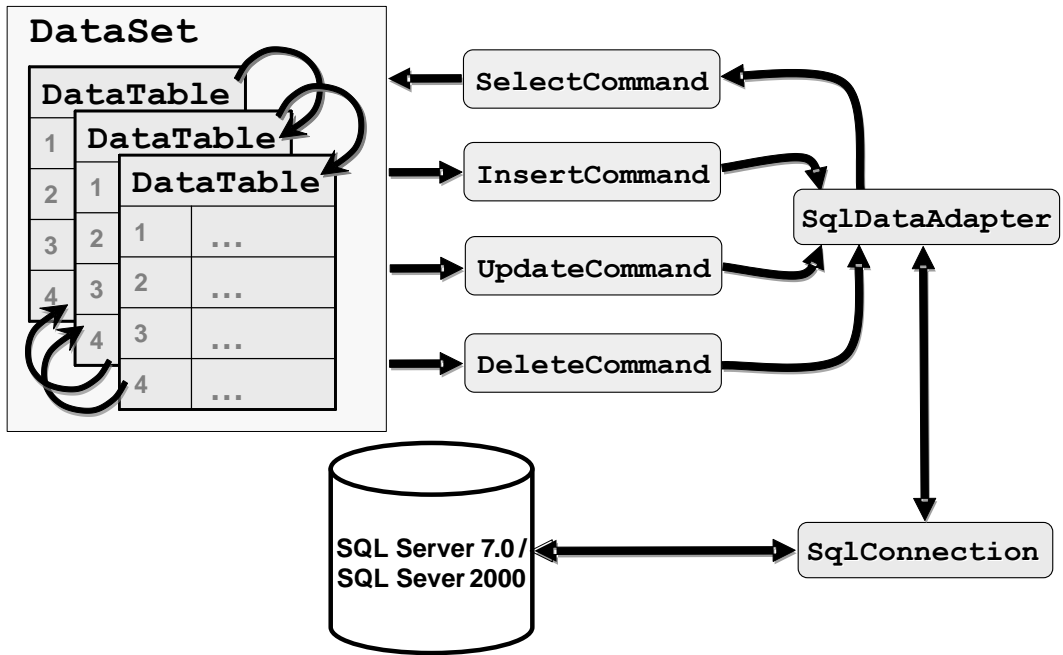 DataSet
DataTable
1
2
3
4
DataTable
1
2
3
4
DataTable
1 ...
2 ...
3 ...
4 ...
SelectCommand
InsertCommand
UpdateCommand
DeleteCommand
SqlDataAdapter
SqlConnection
SQL Server 7.0 /
SQL Sever 2000